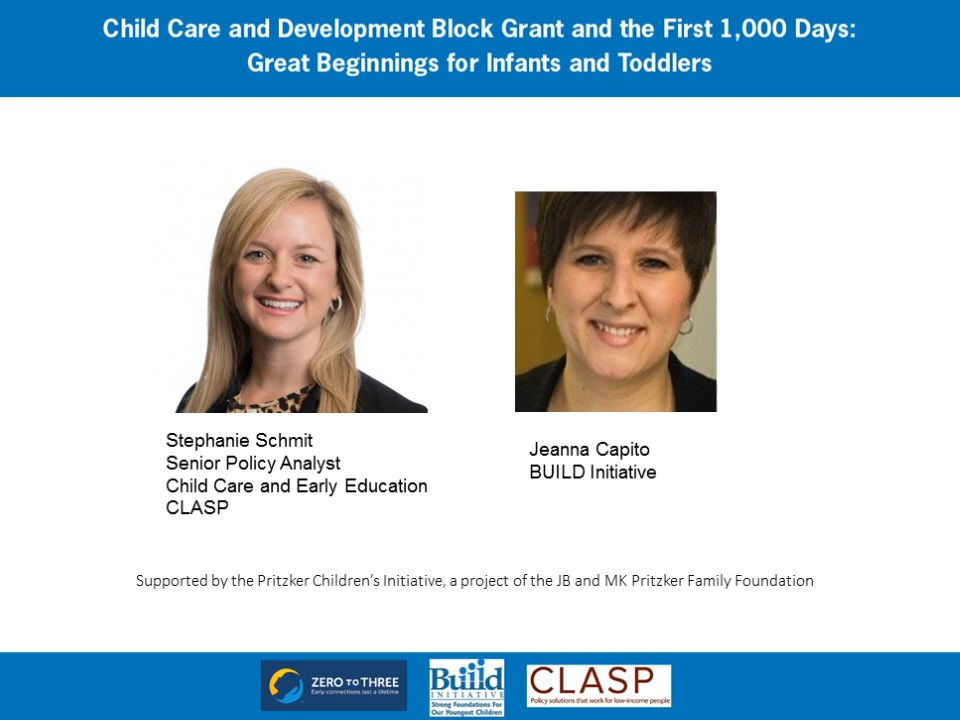 Child Care and Development Block Grant and the First 1,000 Days:
Great Beginnings for Infants and Toddlers
Stephanie Schmit
Senior Policy Analyst
Child Care and Early Education
CLASP
Jeanna Capito
BUILD Initiative
Supported by the Pritzker Children’s Initiative, a project of the JB and MK Pritzker Family Foundation
ZERO TO THREE
Early connections last a lifetime
Build
INITIATIVE
Strong Foundations For
Our Youngest Children
CLASP
Policy solutions that work for low-income people